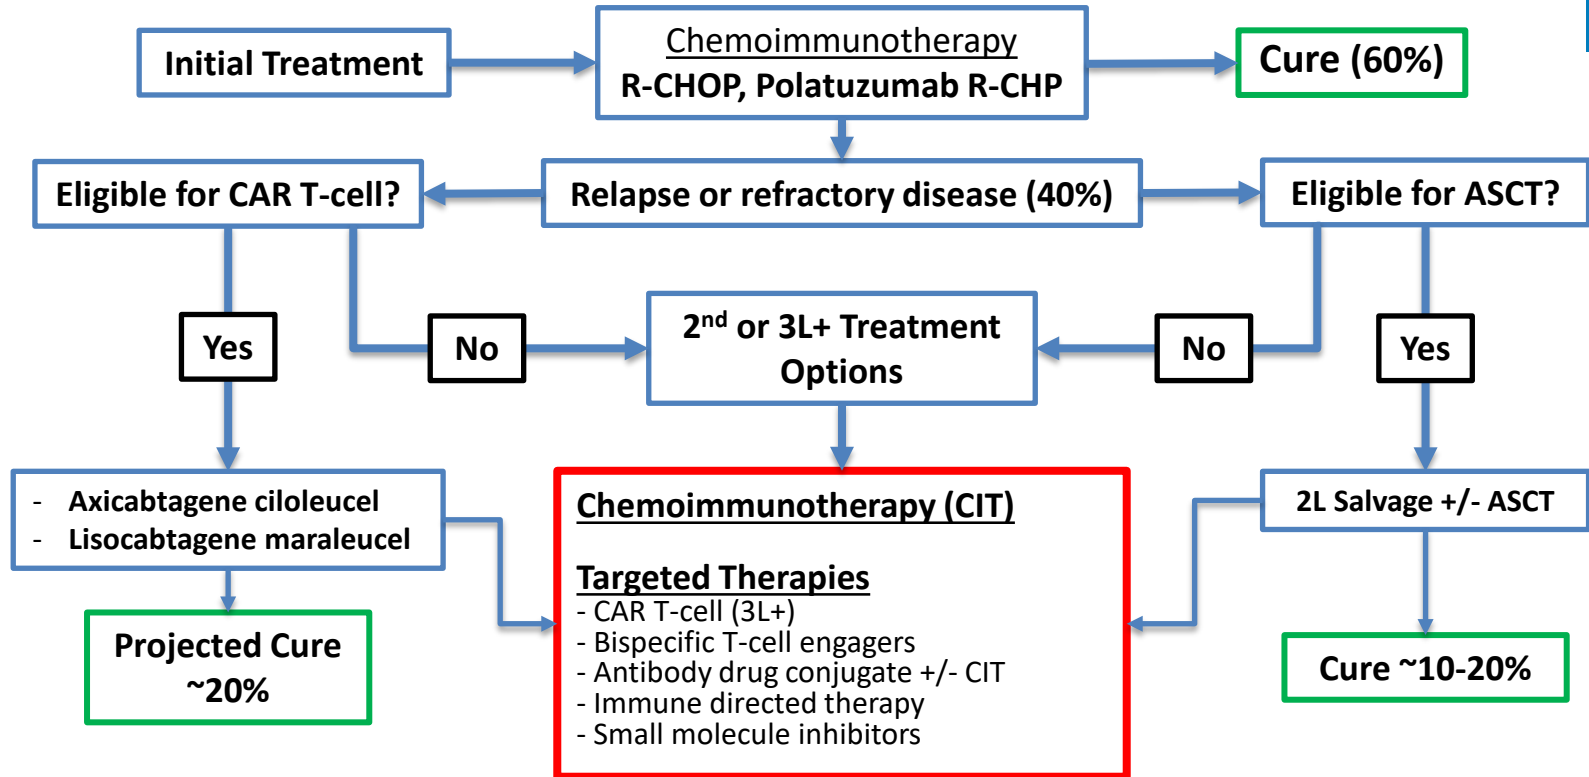 Initial Treatment
Chemoimmunotherapy
R-CHOP, Polatuzumab R-CHP
Cure (60%)
Eligible for CAR T-cell?
Relapse or refractory disease (40%)
Eligible for ASCT?
Yes
No
2nd or 3L+ Treatment
Options
No
Yes
- Axicabtagene ciloleucel
- Lisocabtagene maraleucel
Projected Cure
~20%
Chemoimmunotherapy (CIT)
Targeted Therapies
- CAR T-cell (3L+)
- Bispecific T-cell engagers
- Antibody drug conjugate +/- CIT
- Immune directed therapy
- Small molecule inhibitors
2L Salvage +/- ASCT
Cure ~10-20%